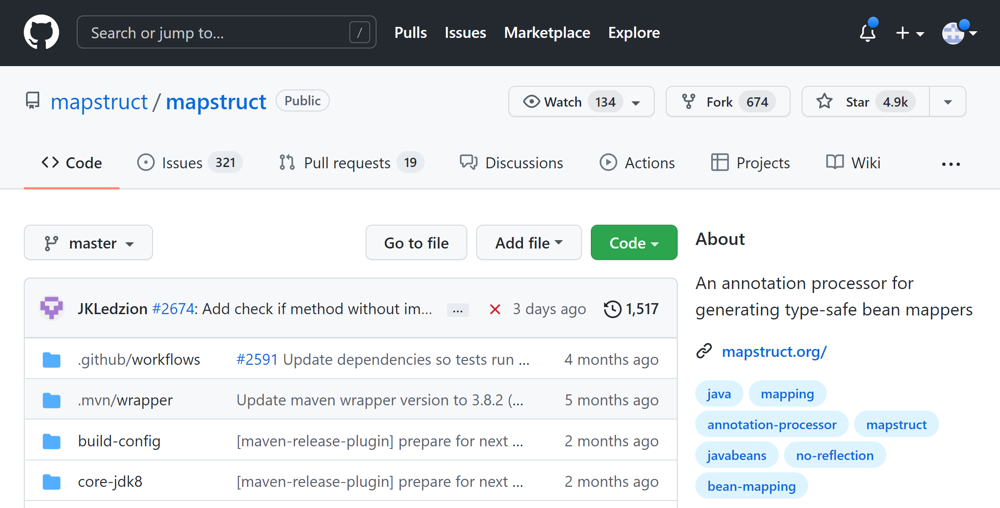 Search or jump to... /
Pulls Issues Marketplace Explore
mapstruct / mapstruct Public
Watch 134 Fork 674 Star 4.9k
Code Issues 321 Pull requests 19 Discussions Actions Projects Wiki ...
master Go to file Add file Code
JKLedzion #2674: Add check if method without im... ... 3 days ago 1,517
.github/workflows #2591 Update dependencies so tests run ... 4 months ago
.mvn/wrapper Update maven wrapper version to 3.8.2 (... 5 months ago
build-config [maven-release-plugin] prepare for next ... 2 months ago
core-jdk8 [maven-release-plugin] prepare for next ... 2 months ago
About
An annotation processor for
generating type-safe bean mappers
mapstruct.org/
java mapping
annotation-processor mapstruct
javabeans no-reflection
bean-mapping